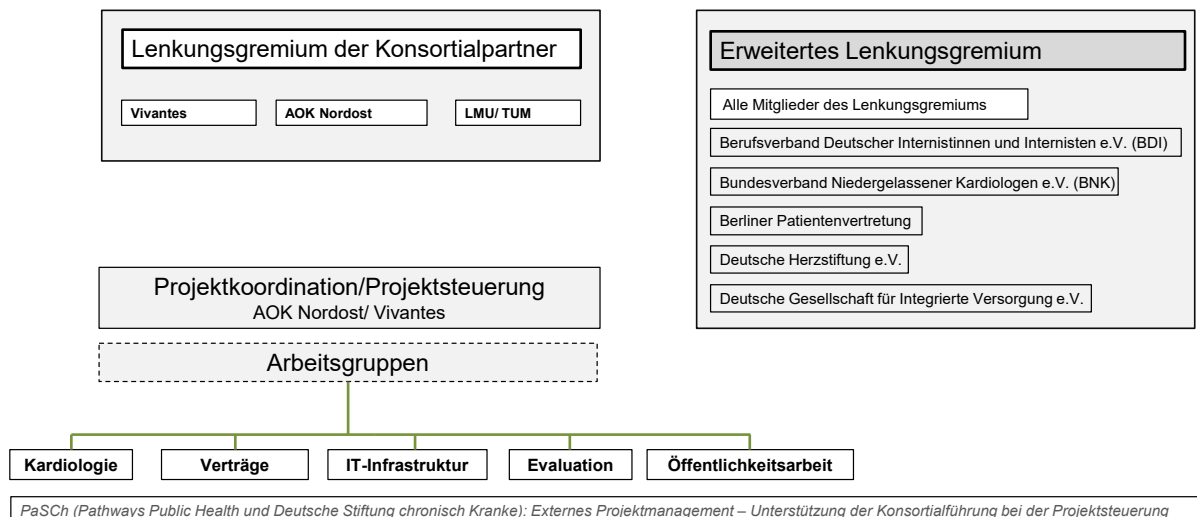 Lenkungsgremium der Konsortialpartner
Vivantes
AOK Nordost
LMU/ TUM
Erweitertes Lenkungsgremium
Alle Mitglieder des Lenkungsgremiums
Berufsverband Deutscher Internistinnen und Internisten e.V. (BDI)
Bundesverband Niedergelassener Kardiologen e.V. (BNK)
Berliner Patientenvertretung
Deutsche Herzstiftung e.V.
Deutsche Gesellschaft für Integrierte Versorgung e.V.
Projektkoordination/Projektsteuerung
AOK Nordost/ Vivantes
Arbeitsgruppen
Kardiologie
Verträge
IT-Infrastruktur
Evaluation
Öffentlichkeitsarbeit
PaSCh (Pathways Public Health und Deutsche Stiftung chronisch Kranke): Externes Projektmanagement – Unterstützung der Konsortialführung bei der Projektsteuerung